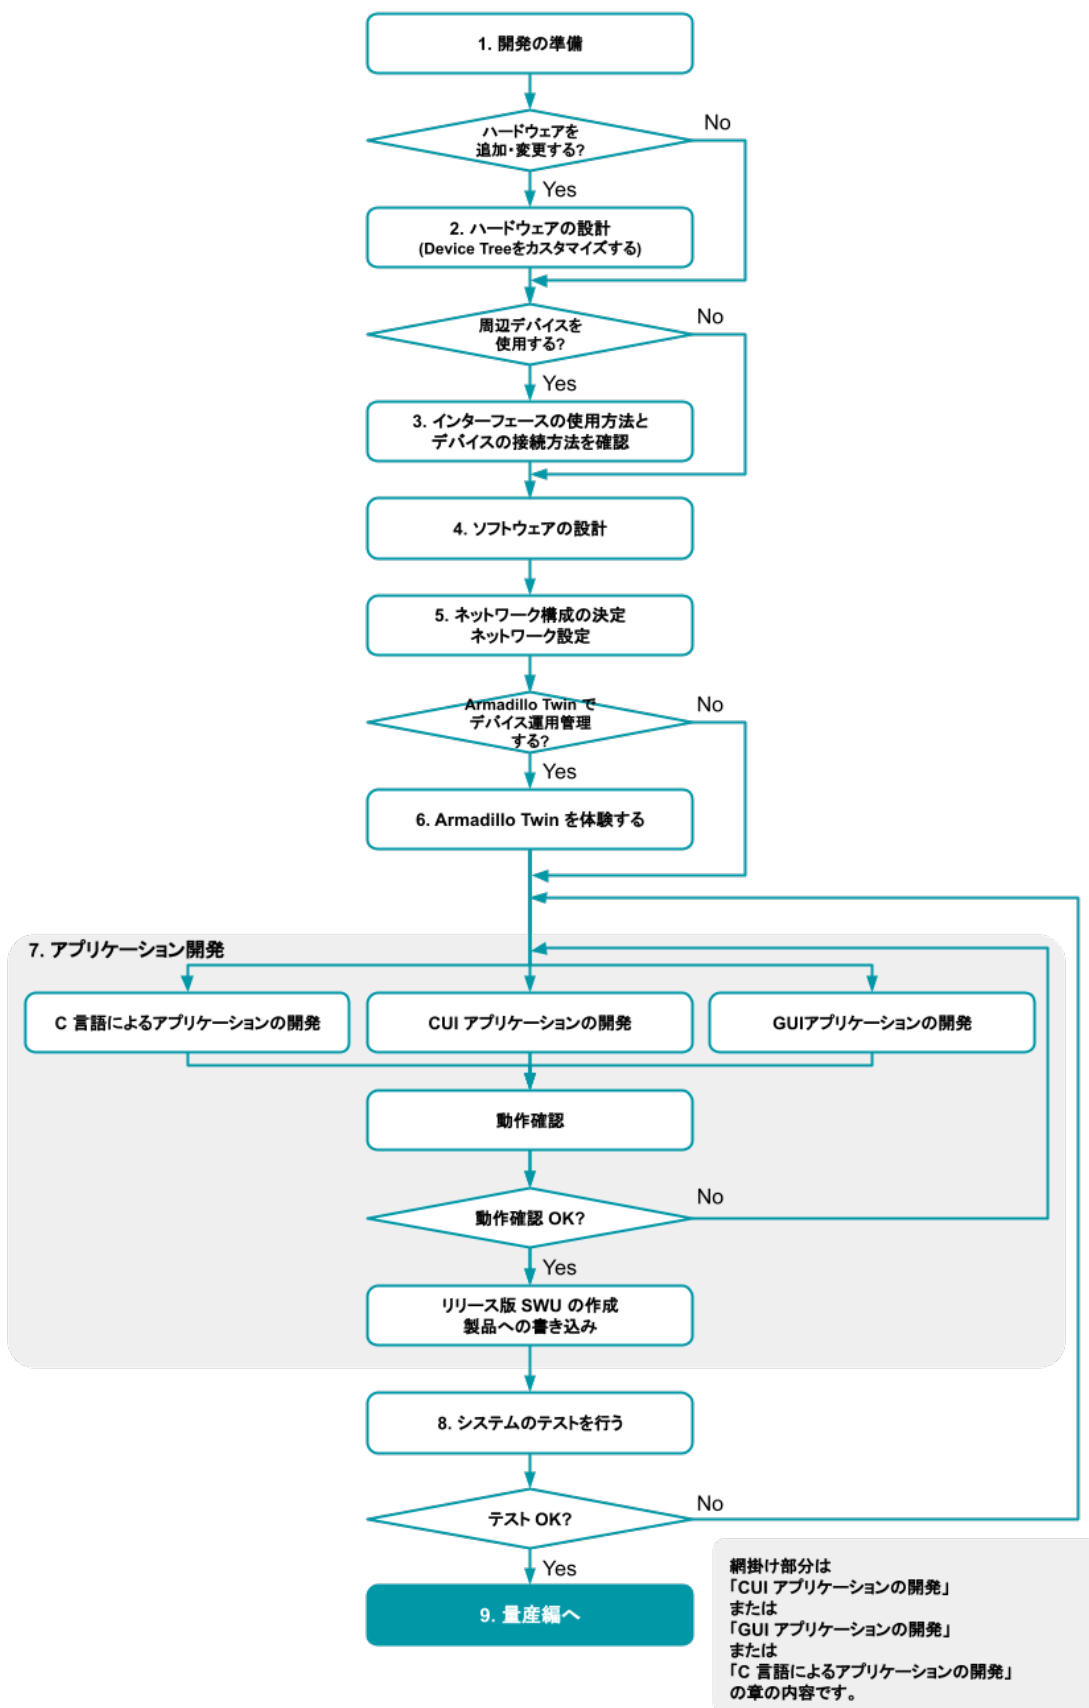 1. 開発の準備
ハードウェアを
追加・変更する?
No
Yes
2. ハードウェアの設計
(Device Treeをカスタマイズする)
周辺デバイスを
使用する?
No
Yes
3. インターフェースの使用方法と
デバイスの接続方法を確認
4. ソフトウェアの設計
5. ネットワーク構成の決定
ネットワーク設定
Armadillo Twin で
デバイス運用管理
する?
No
Yes
6. Armadillo Twin を体験する
7. アプリケーション開発
C 言語によるアプリケーションの開発
CUI アプリケーションの開発
GUIアプリケーションの開発
動作確認
動作確認 OK?
No
Yes
リリース版 SWU の作成
製品への書き込み
8. システムのテストを行う
テスト OK?
No
Yes
9. 量産編へ
網掛け部分は
「CUI アプリケーションの開発」
または
「GUI アプリケーションの開発」
または
「C 言語によるアプリケーションの開発」
の章の内容です。